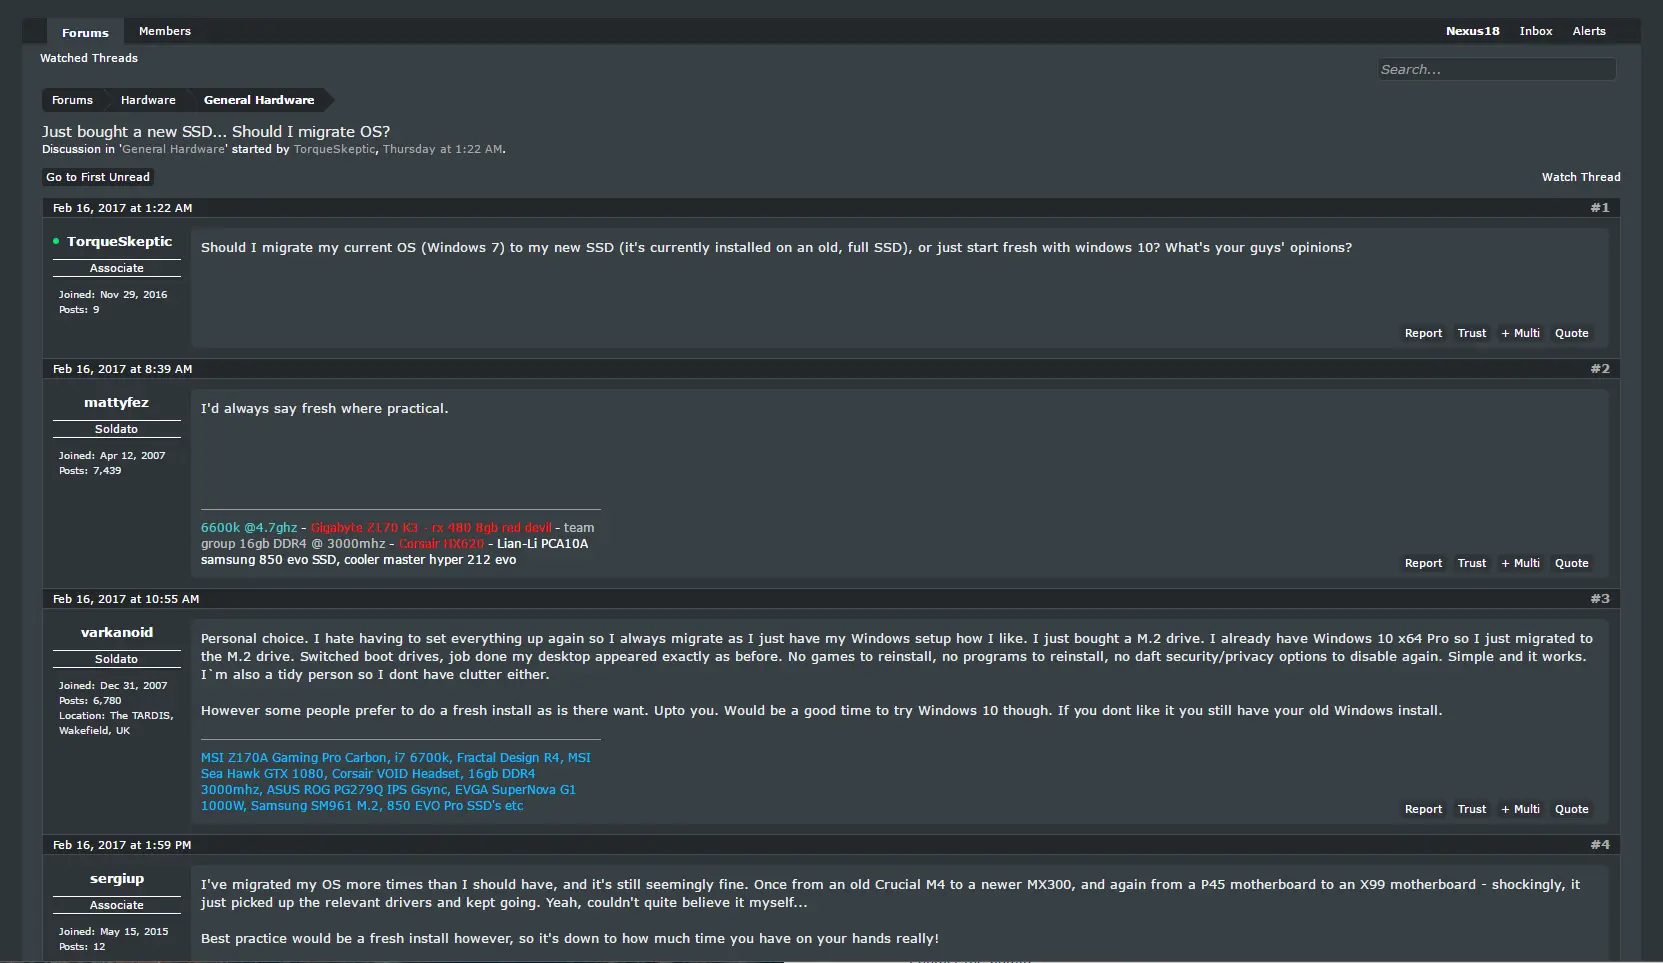 Forums Members Nexus18 Inbox Alerts
Watched Threads
Search...
Forums Hardware General Hardware
Just bought a new SSD... Should I migrate OS?
Discussion in 'General Hardware' started by TorqueSkeptic, Thursday at 1:22 AM.
Go to First Unread Watch Thread
Feb 16, 2017 at 1:22 AM #1
TorqueSkeptic
Associate
Joined: Nov 29, 2016
Posts: 9
Should I migrate my current OS (Windows 7) to my new SSD (it's currently installed on an old, full SSD), or just start fresh with windows 10? What's your guys' opinions?
Report Trust + Multi Quote
Feb 16, 2017 at 8:39 AM #2
mattyfez
Soldato
Joined: Apr 12, 2007
Posts: 7,439
I'd always say fresh where practical.
6600k @4.7ghz - Gigabyte Z170 K3 - rx 480 8gb red devil - team
group 16gb DDR4 @ 3000mhz - Corsair HX620 - Lian-Li PCA10A
samsung 850 evo SSD, cooler master hyper 212 evo
Report Trust + Multi Quote
Feb 16, 2017 at 10:55 AM #3
varkanoid
Soldato
Joined: Dec 31, 2007
Posts: 6,780
Location: The TARDIS,
Wakefield, UK
Personal choice. I hate having to set everything up again so I always migrate as I just have my Windows setup how I like. I just bought a M.2 drive. I already have Windows 10 x64 Pro so I just migrated to
the M.2 drive. Switched boot drives, job done my desktop appeared exactly as before. No games to reinstall, no programs to reinstall, no daft security/privacy options to disable again. Simple and it works.
I`m also a tidy person so I dont have clutter either.
However some people prefer to do a fresh install as is there want. Upto you. Would be a good time to try Windows 10 though. If you dont like it you still have your old Windows install.
MSI Z170A Gaming Pro Carbon, i7 6700k, Fractal Design R4, MSI
Sea Hawk GTX 1080, Corsair VOID Headset, 16gb DDR4
3000mhz, ASUS ROG PG279Q IPS Gsync, EVGA SuperNova G1
1000W, Samsung SM961 M.2, 850 EVO Pro SSD's etc
Report Trust + Multi Quote
Feb 16, 2017 at 1:59 PM #4
sergiup
Associate
Joined: May 15, 2015
Posts: 12
I've migrated my OS more times than I should have, and it's still seemingly fine. Once from an old Crucial M4 to a newer MX300, and again from a P45 motherboard to an X99 motherboard - shockingly, it
just picked up the relevant drivers and kept going. Yeah, couldn't quite believe it myself...
Best practice would be a fresh install however, so it's down to how much time you have on your hands really!